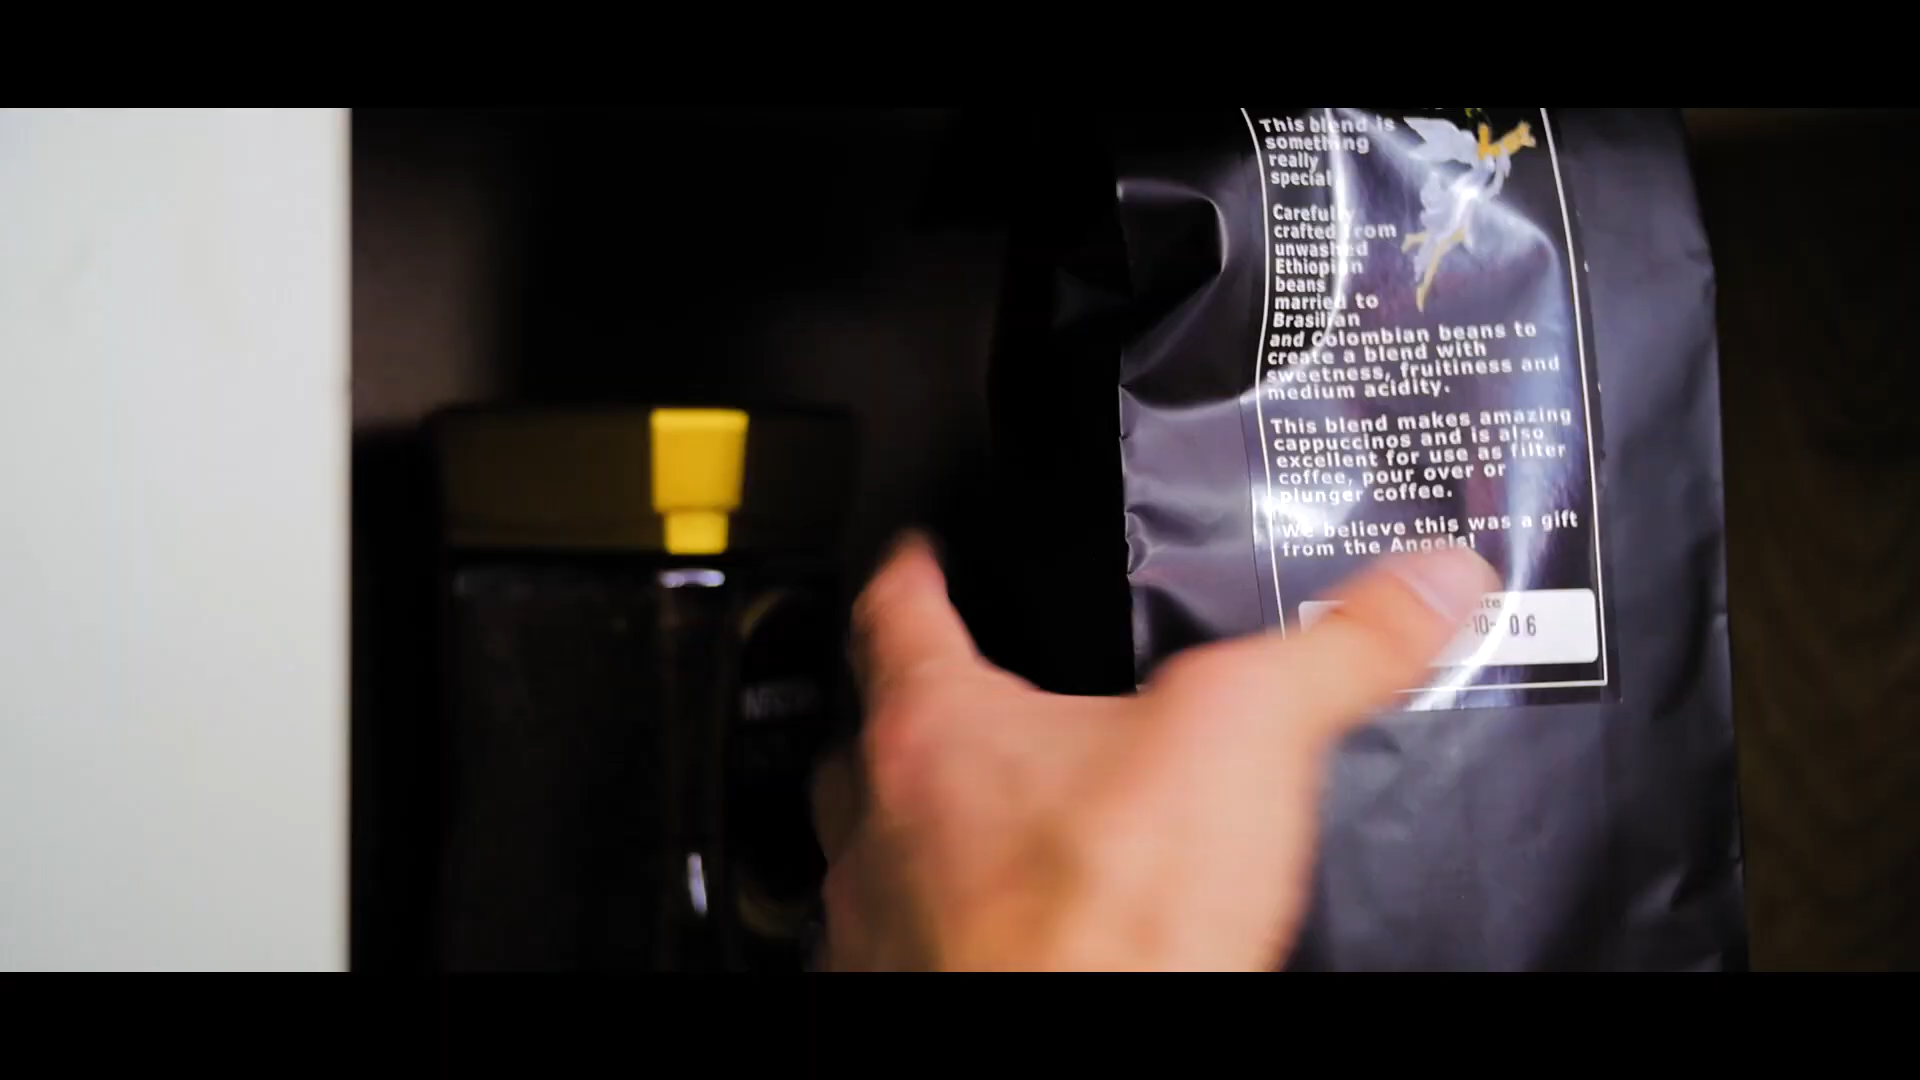 This blend is
something
really
special
Carefully
crafted from
unwashed
Ethiopian
beans
married to
Brasilian
and Colombian beans to
create a blend with
sweetness, fruitiness and
medium acidity.
This blend makes amazing
cappuccinos and is also
excellent for use as filter
coffee, pour over or
plunger coffee.
We believe this was a gift
from the Angels!